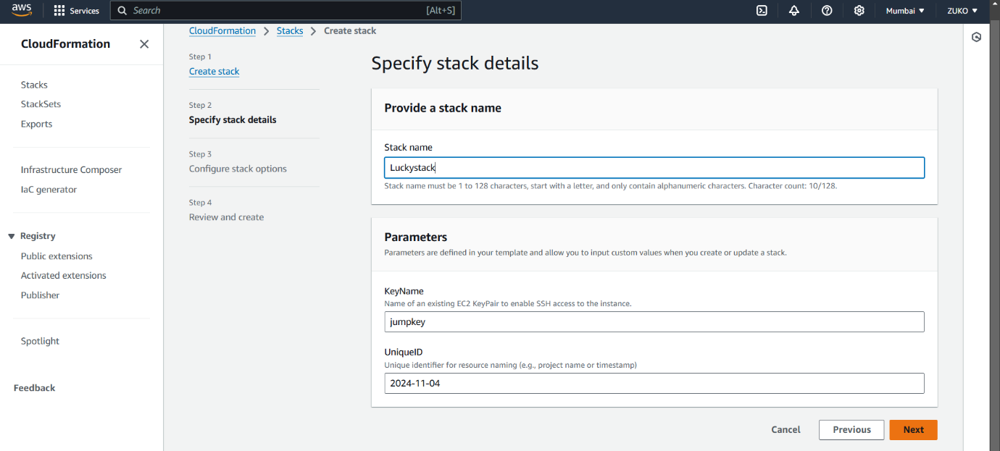 aws
Services
Search
[Alt+S]
Mumbai
ZUKO
CloudFormation
Stacks
StackSets
Exports
Infrastructure Composer
IaC generator
Registry
Public extensions
Activated extensions
Publisher
Spotlight
Feedback
CloudFormation > Stacks > Create stack
Step 1
Create stack
Step 2
Specify stack details
Step 3
Configure stack options
Step 4
Review and create
Specify stack details
Provide a stack name
Stack name
Luckystack
Stack name must be 1 to 128 characters, start with a letter, and only contain alphanumeric characters. Character count: 10/128.
Parameters
Parameters are defined in your template and allow you to input custom values when you create or update a stack.
KeyName
Name of an existing EC2 KeyPair to enable SSH access to the instance.
jumpkey
UniqueID
Unique identifier for resource naming (e.g., project name or timestamp)
2024-11-04
Cancel
Previous
Next